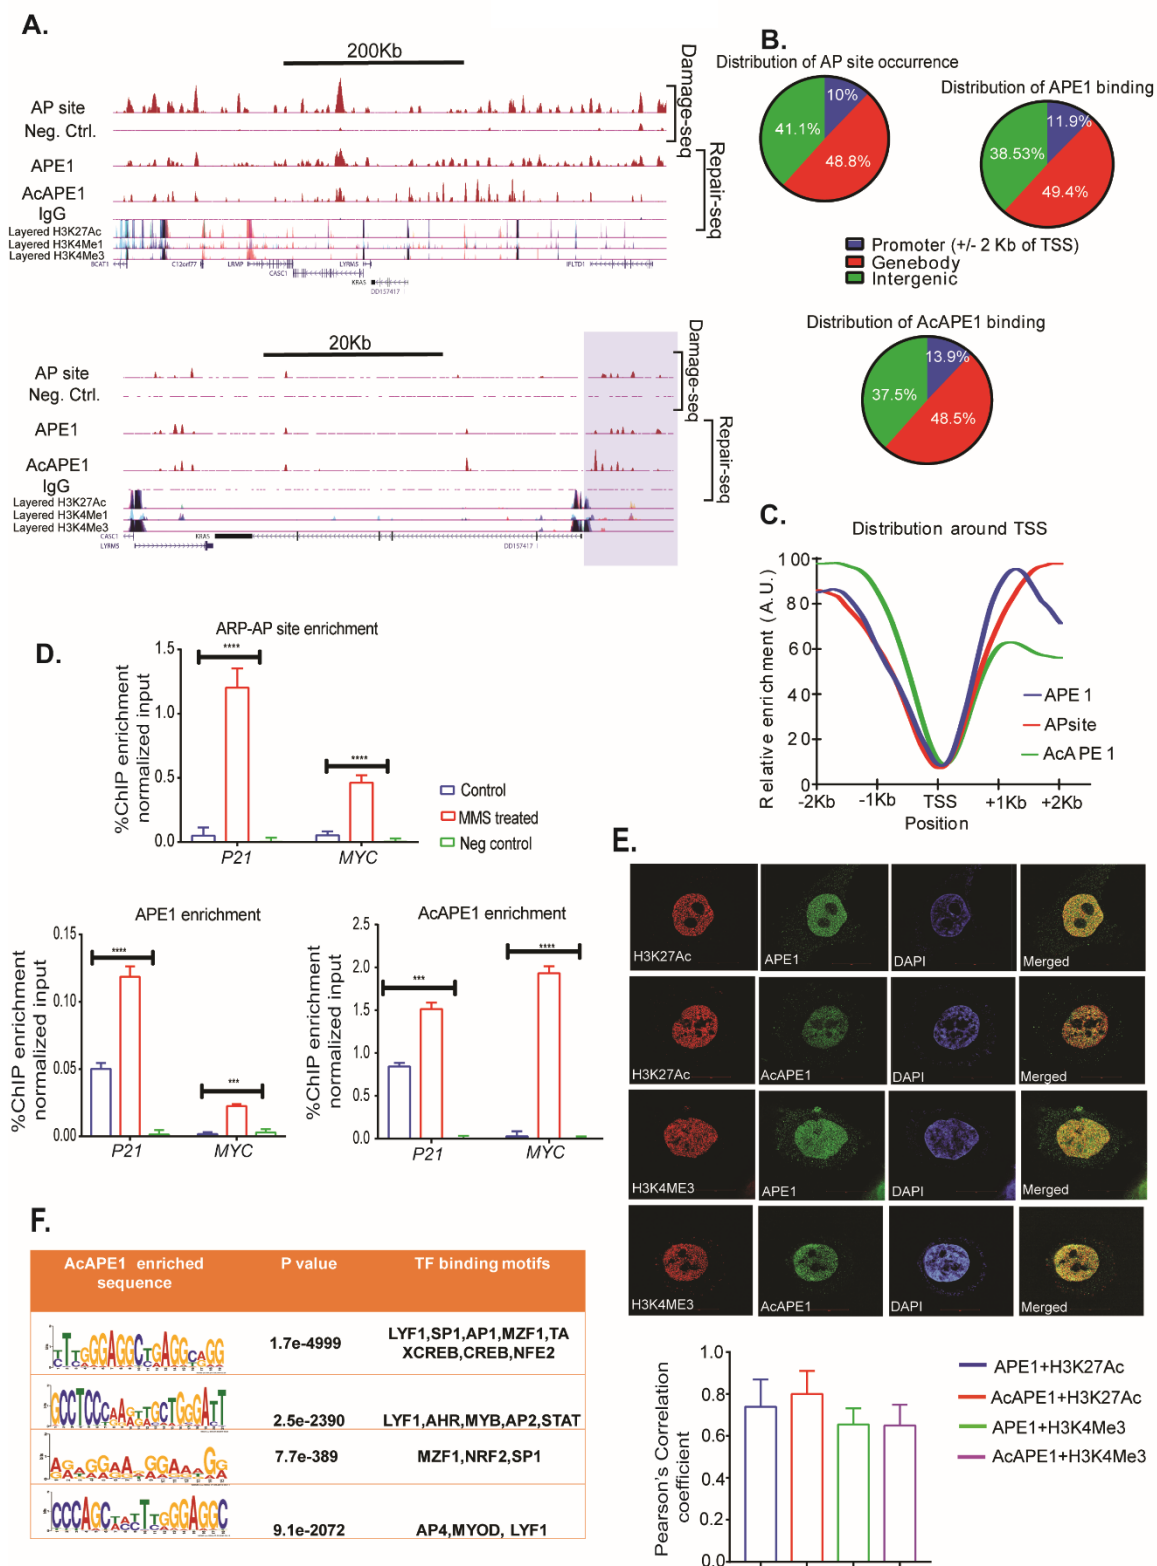 A.
200Kb
AP site
Neg. Ctrl.
APE1
AcAPE1
IgG
Layered H3K27Ac
Layered H3K4Me1
Layered H3K4Me3
Damage-seq
Repair-seq
BCAT1 C12orf77 LRMP CASC1 LYRM5 KRAS DD157417 IFLTD1
20Kb
AP site
Neg. Ctrl.
APE1
AcAPE1
IgG
Layered H3K27Ac
Layered H3K4Me1
Layered H3K4Me3
Damage-seq
Repair-seq
CASC1 KRAS
LYRM5 DD157417
B.
Distribution of AP site occurrence
10%
41.1%
48.8%
Distribution of APE1 binding
11.9%
38.53%
49.4%
Promoter (+/- 2 Kb of TSS)
Genebody
Intergenic
Distribution of AcAPE1 binding
13.9%
37.5%
48.5%
C.
Distribution around TSS
Relative enrichment (A.U.)
100
80
60
40
20
0
-2Kb -1Kb TSS +1Kb +2Kb
Position
APE1
APsite
AcAPE1
D.
ARP-AP site enrichment
%ChIP enrichment
normalized input
1.5
1.0
0.5
0.0
****
****
P21 MYC
Control
MMS treated
Neg control
APE1 enrichment
%ChIP enrichment
normalized input
0.15
0.10
0.05
0.00
****
***
P21 MYC
AcAPE1 enrichment
%ChIP enrichment
normalized input
2.5
2.0
1.5
1.0
0.5
0.0
***
****
P21 MYC
E.
H3K27Ac APE1 DAPI Merged
H3K27Ac AcAPE1 DAPI Merged
H3K4ME3 APE1 DAPI Merged
H3K4ME3 AcAPE1 DAPI Merged
Pearson's Correlation
coefficient
1.0
0.8
0.6
0.4
0.2
0.0
APE1+H3K27Ac
AcAPE1+H3K27Ac
APE1+H3K4Me3
AcAPE1+H3K4Me3
F.
AcAPE1 enriched
sequence
P value
TF binding motifs
1.7e-4999
LYF1,SP1,AP1,MZF1,TA
XCREB,CREB,NFE2
2.5e-2390 LYF1,AHR,MYB,AP2,STAT
7.7e-389 MZF1,NRF2,SP1
9.1e-2072 AP4,MYOD, LYF1